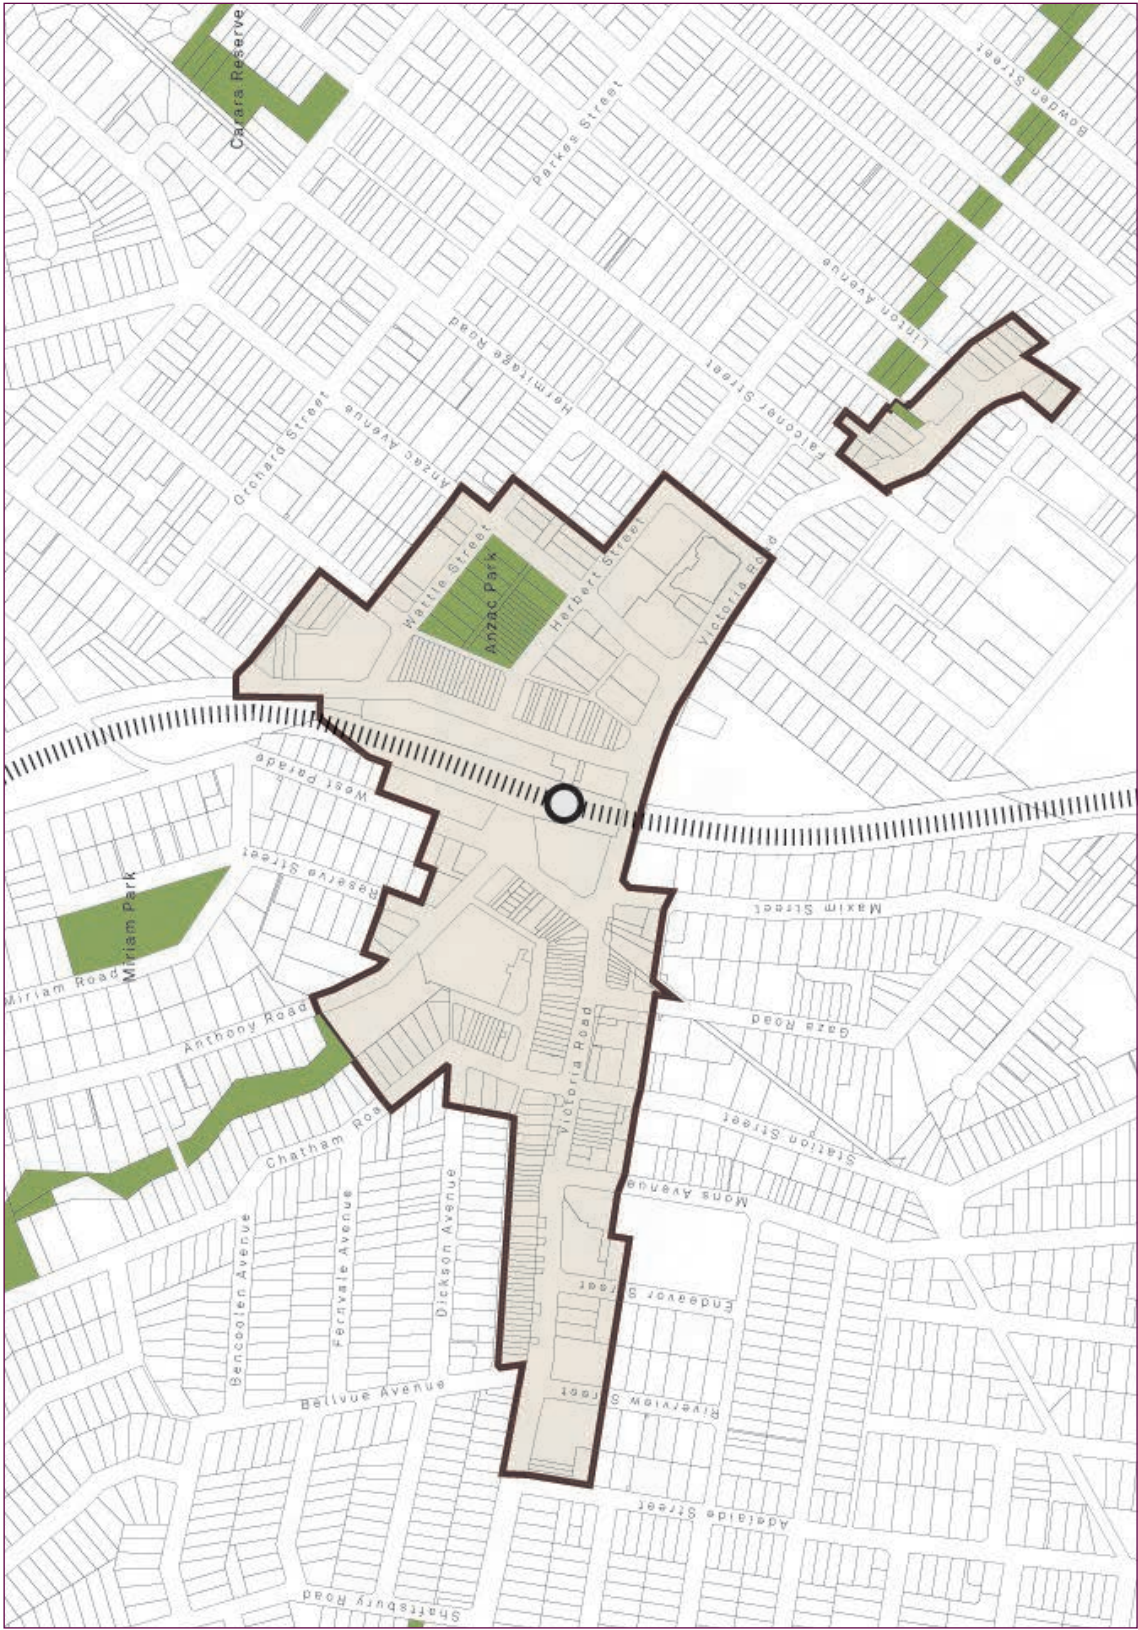 Carara Reserve
Bowden Street
Parkes Street
Linton Avenue
Hermitage Road
Falconer Street
Orchard Street
Anzac Avenue
Wattle Street
Anzac Park
Herbert Street
Victoria Road
West parade
Reserve Street
Miriam Park
Miriam Road
Anthony Road
Maxim Street
Gaza Road
Victoria Road
Chatham Roa
Station Street
Mons Avenue
Bencoolen Avenue
Fernvale Avenue
Dickson Avenue
Endeavor Street
Bellvue Avenue
Riverview Street
Adelaide Street
Shaftsbury Road